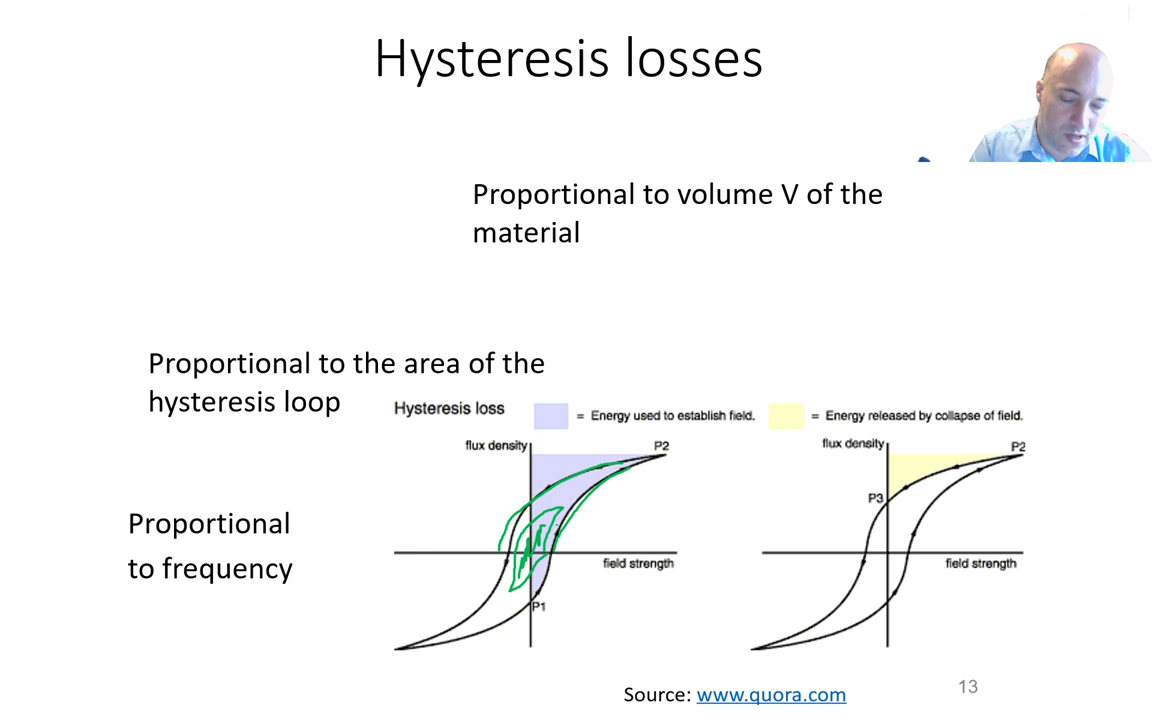 Hysteresis losses
Proportional to volume V of the
material
Proportional to the area of the
hysteresis loop
Hysteresis loss
= Energy used to establish field.
= Energy released by collapse of field.
flux density
P2
flux density
P2
P3
Proportional
to frequency
field strength
field strength
P1
Source: www.quora.com
13